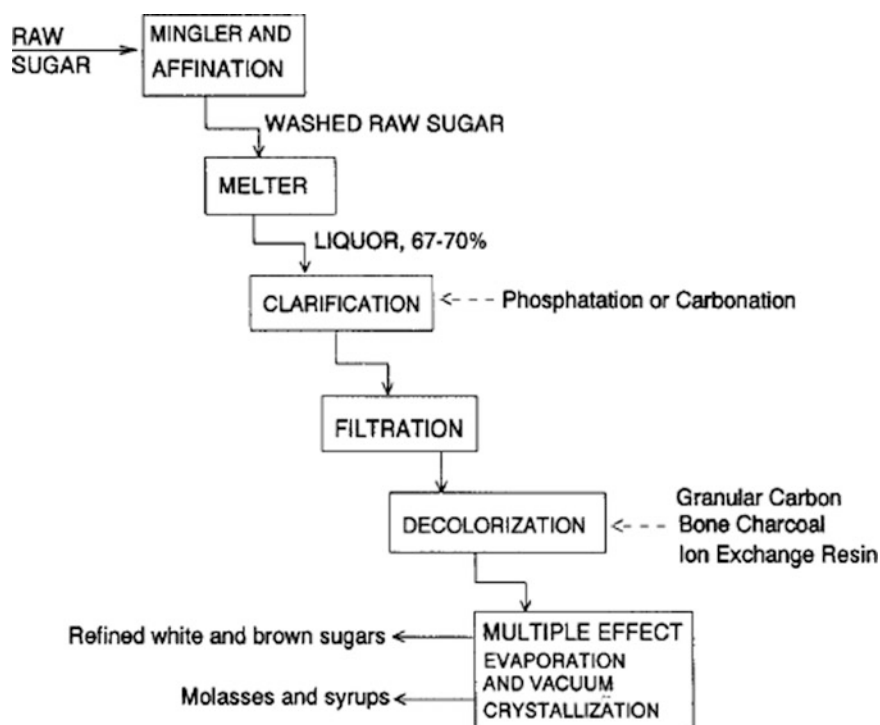 RAW
SUGAR
MINGLER AND
AFFINATION
WASHED RAW SUGAR
MELTER
LIQUOR, 67-70%
CLARIFICATION
Phosphatation or Carbonation
FILTRATION
DECOLORIZATION
Granular Carbon
Bone Charcoal
Ion Exchange Resin
Refined white and brown sugars
Molasses and syrups
MULTIPLE EFFECT
EVAPORATION
AND VACUUM
CRYSTALLIZATION